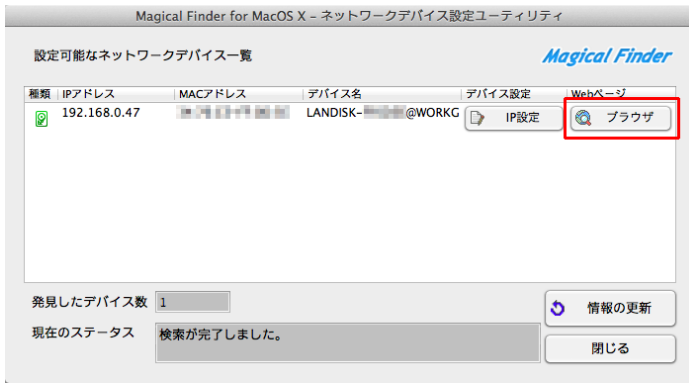 Magical Finder for MacOS X – ネットワークデバイス設定ユーティリティ
設定可能なネットワークデバイス一覧
Magical Finder
種類 IPアドレス MACアドレス デバイス名 デバイス設定 Webページ
192.168.0.47 LANDISK- @WORKG IP設定 ブラウザ
発見したデバイス数 1
情報の更新
現在のステータス 検索が完了しました。
閉じる